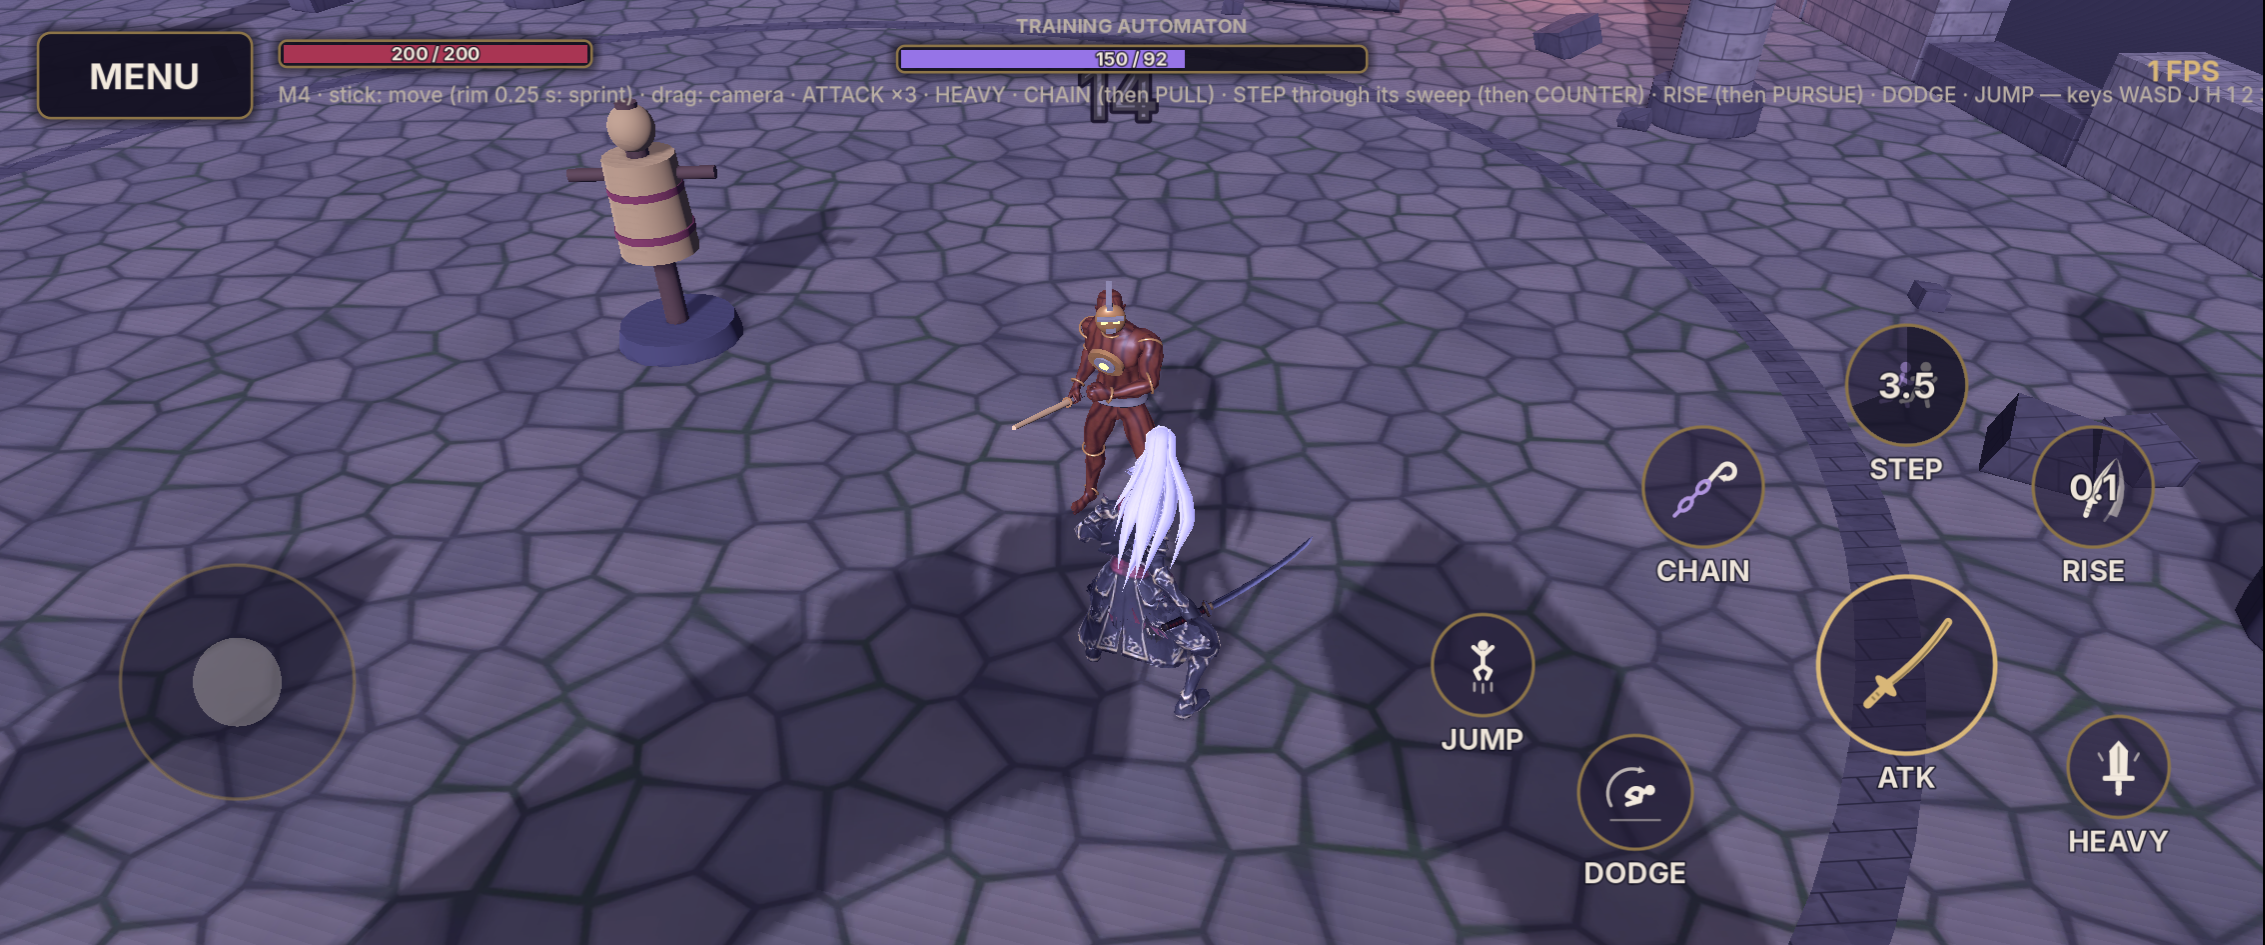 TRAINING AUTOMATON
MENU
200 / 200
150 / 92
1 FPS
M4 · stick: move (rim 0.25 s: sprint) · drag: camera · ATTACK ×3 · HEAVY · CHAIN (then PULL) · STEP through its sweep (then COUNTER) · RISE (then PURSUE) · DODGE · JUMP — keys WASD J H 1 2
14
3.5
STEP
0.1
CHAIN
RISE
JUMP
ATK
DODGE
HEAVY